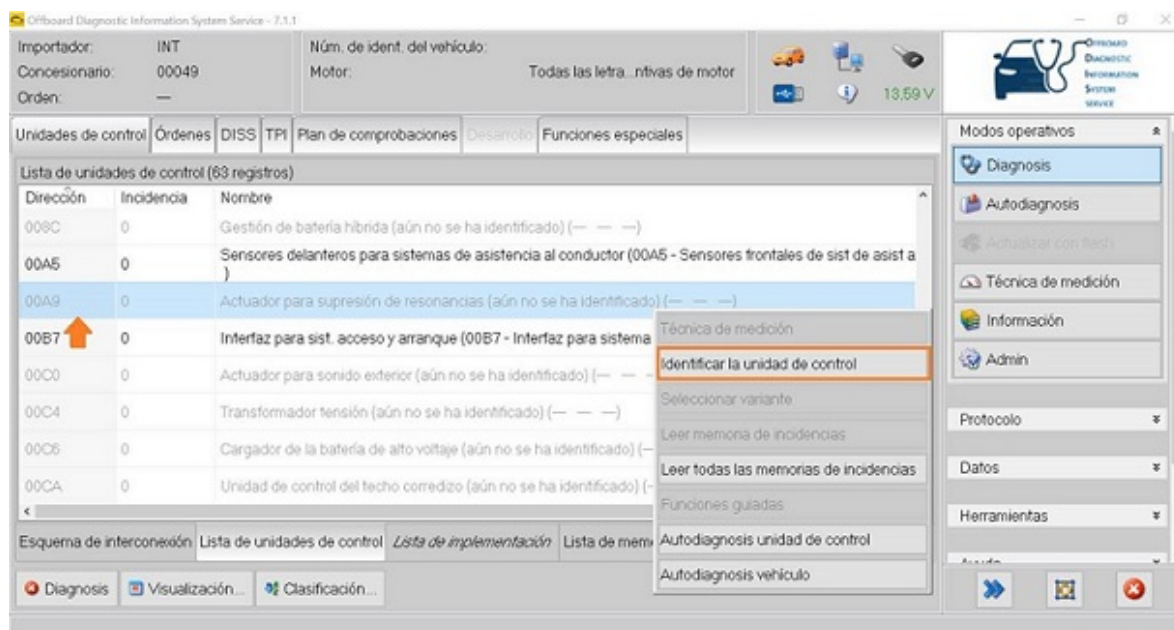 Offboard Diagnostic Information System Service - 7.1.1
Importador: INT
Concesionario: 00049
Orden: —
Núm. de ident. del vehículo:
Motor: Todas las letra...ntivas de motor
13,59 V
OFFBOARD
DIAGNOSTIC
INFORMATION
SYSTEM
SERVICE
Unidades de control Órdenes DISS TPI Plan de comprobaciones Desarrollo Funciones especiales
Lista de unidades de control (63 registros)
Dirección Incidencia Nombre
008C 0 Gestión de batería híbrida (aún no se ha identificado) (— — —)
00A5 0 Sensores delanteros para sistemas de asistencia al conductor (00A5 - Sensores frontales de sist de asist a
)
00A9 0 Actuador para supresión de resonancias (aún no se ha identificado) (— — —)
00B7 0 Interfaz para sist. acceso y arranque (00B7 - Interfaz para sistema
00C0 0 Actuador para sonido exterior (aún no se ha identificado) (— — —
00C4 0 Transformador tensión (aún no se ha identificado) (— — —)
00C6 0 Cargador de la batería de alto voltaje (aún no se ha identificado) (—
00CA 0 Unidad de control del techo corredizo (aún no se ha identificado) (—
Técnica de medición
Identificar la unidad de control
Seleccionar variante
Leer memoria de incidencias
Leer todas las memorias de incidencias
Funciones guiadas
Autodiagnosis unidad de control
Autodiagnosis vehículo
Esquema de interconexión Lista de unidades de control Lista de implementación Lista de mem
Diagnosis Visualización... Clasificación...
Modos operativos
Diagnosis
Autodiagnosis
Actualizar con flash
Técnica de medición
Información
Admin
Protocolo
Datos
Herramientas